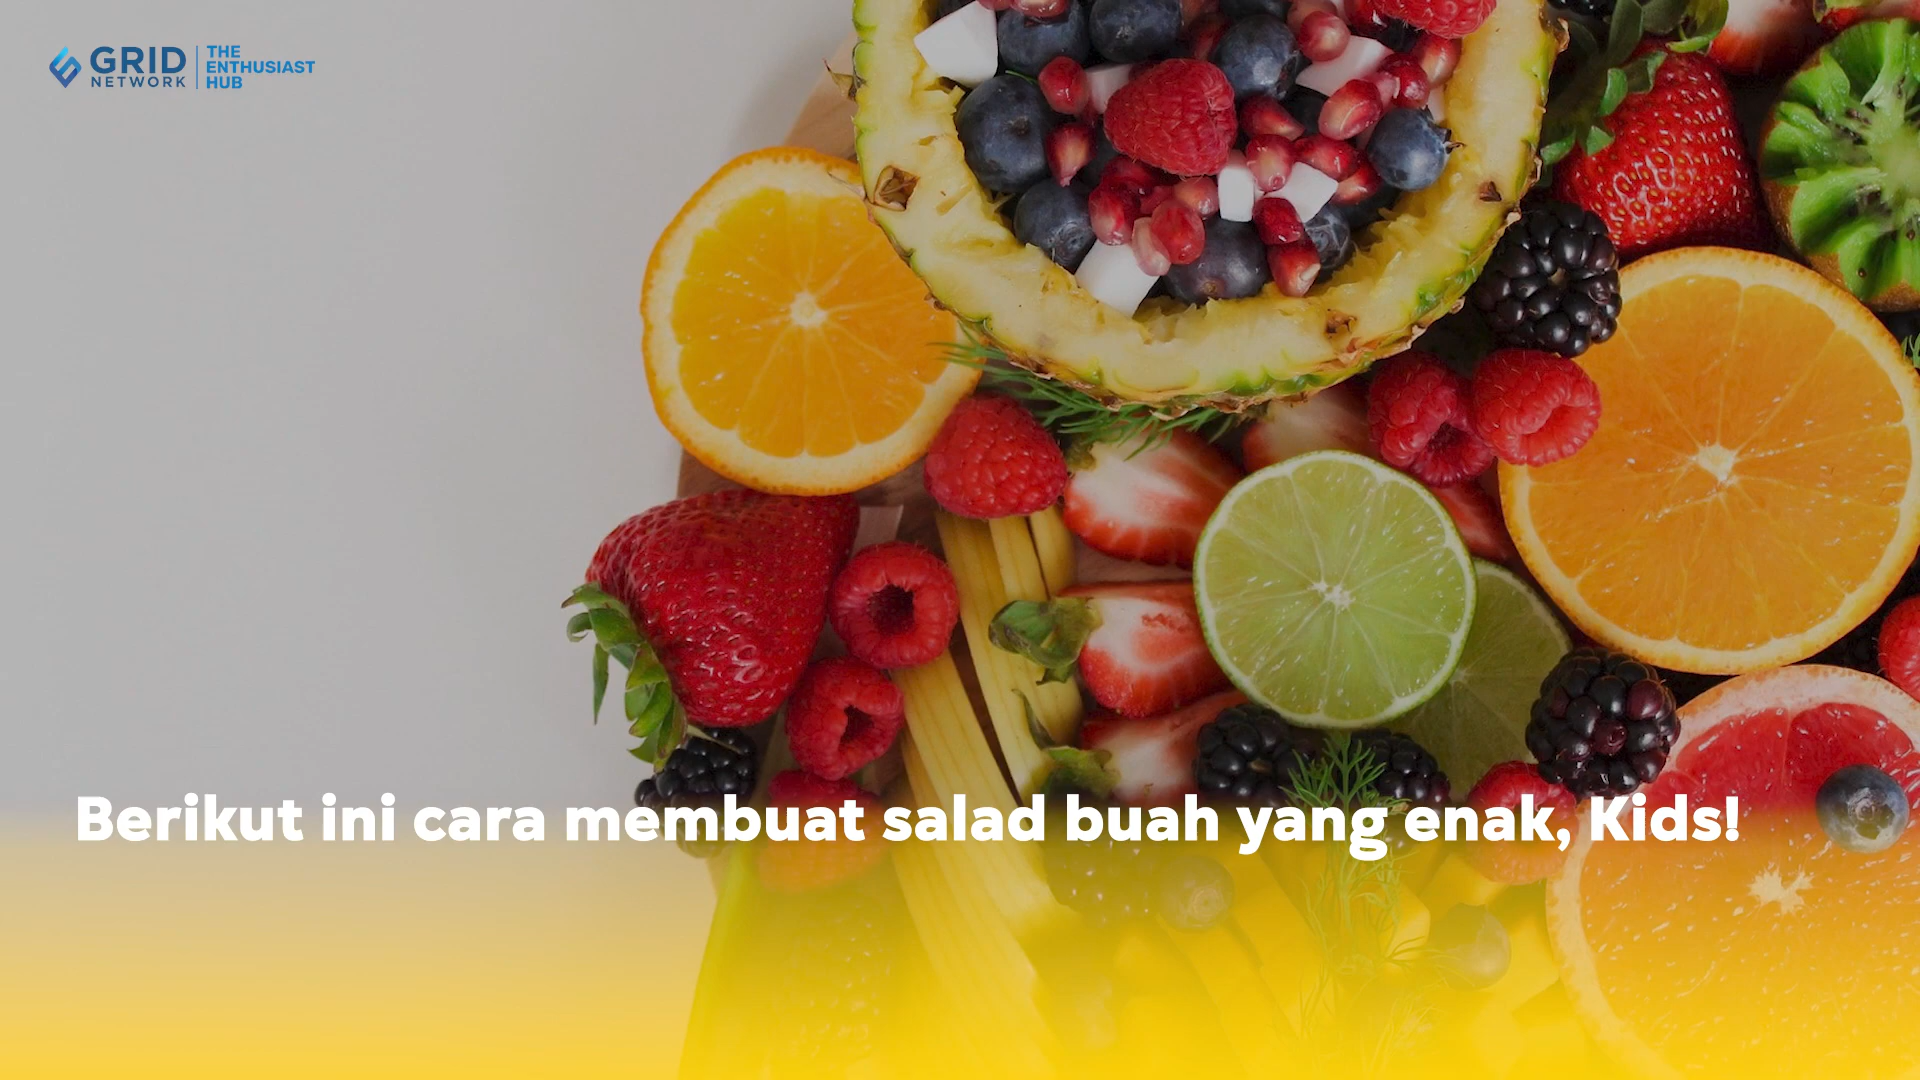 GRID
NETWORK
THE
ENTHUSIAST
HUB
Berikut ini cara membuat salad buah yang enak, Kids!